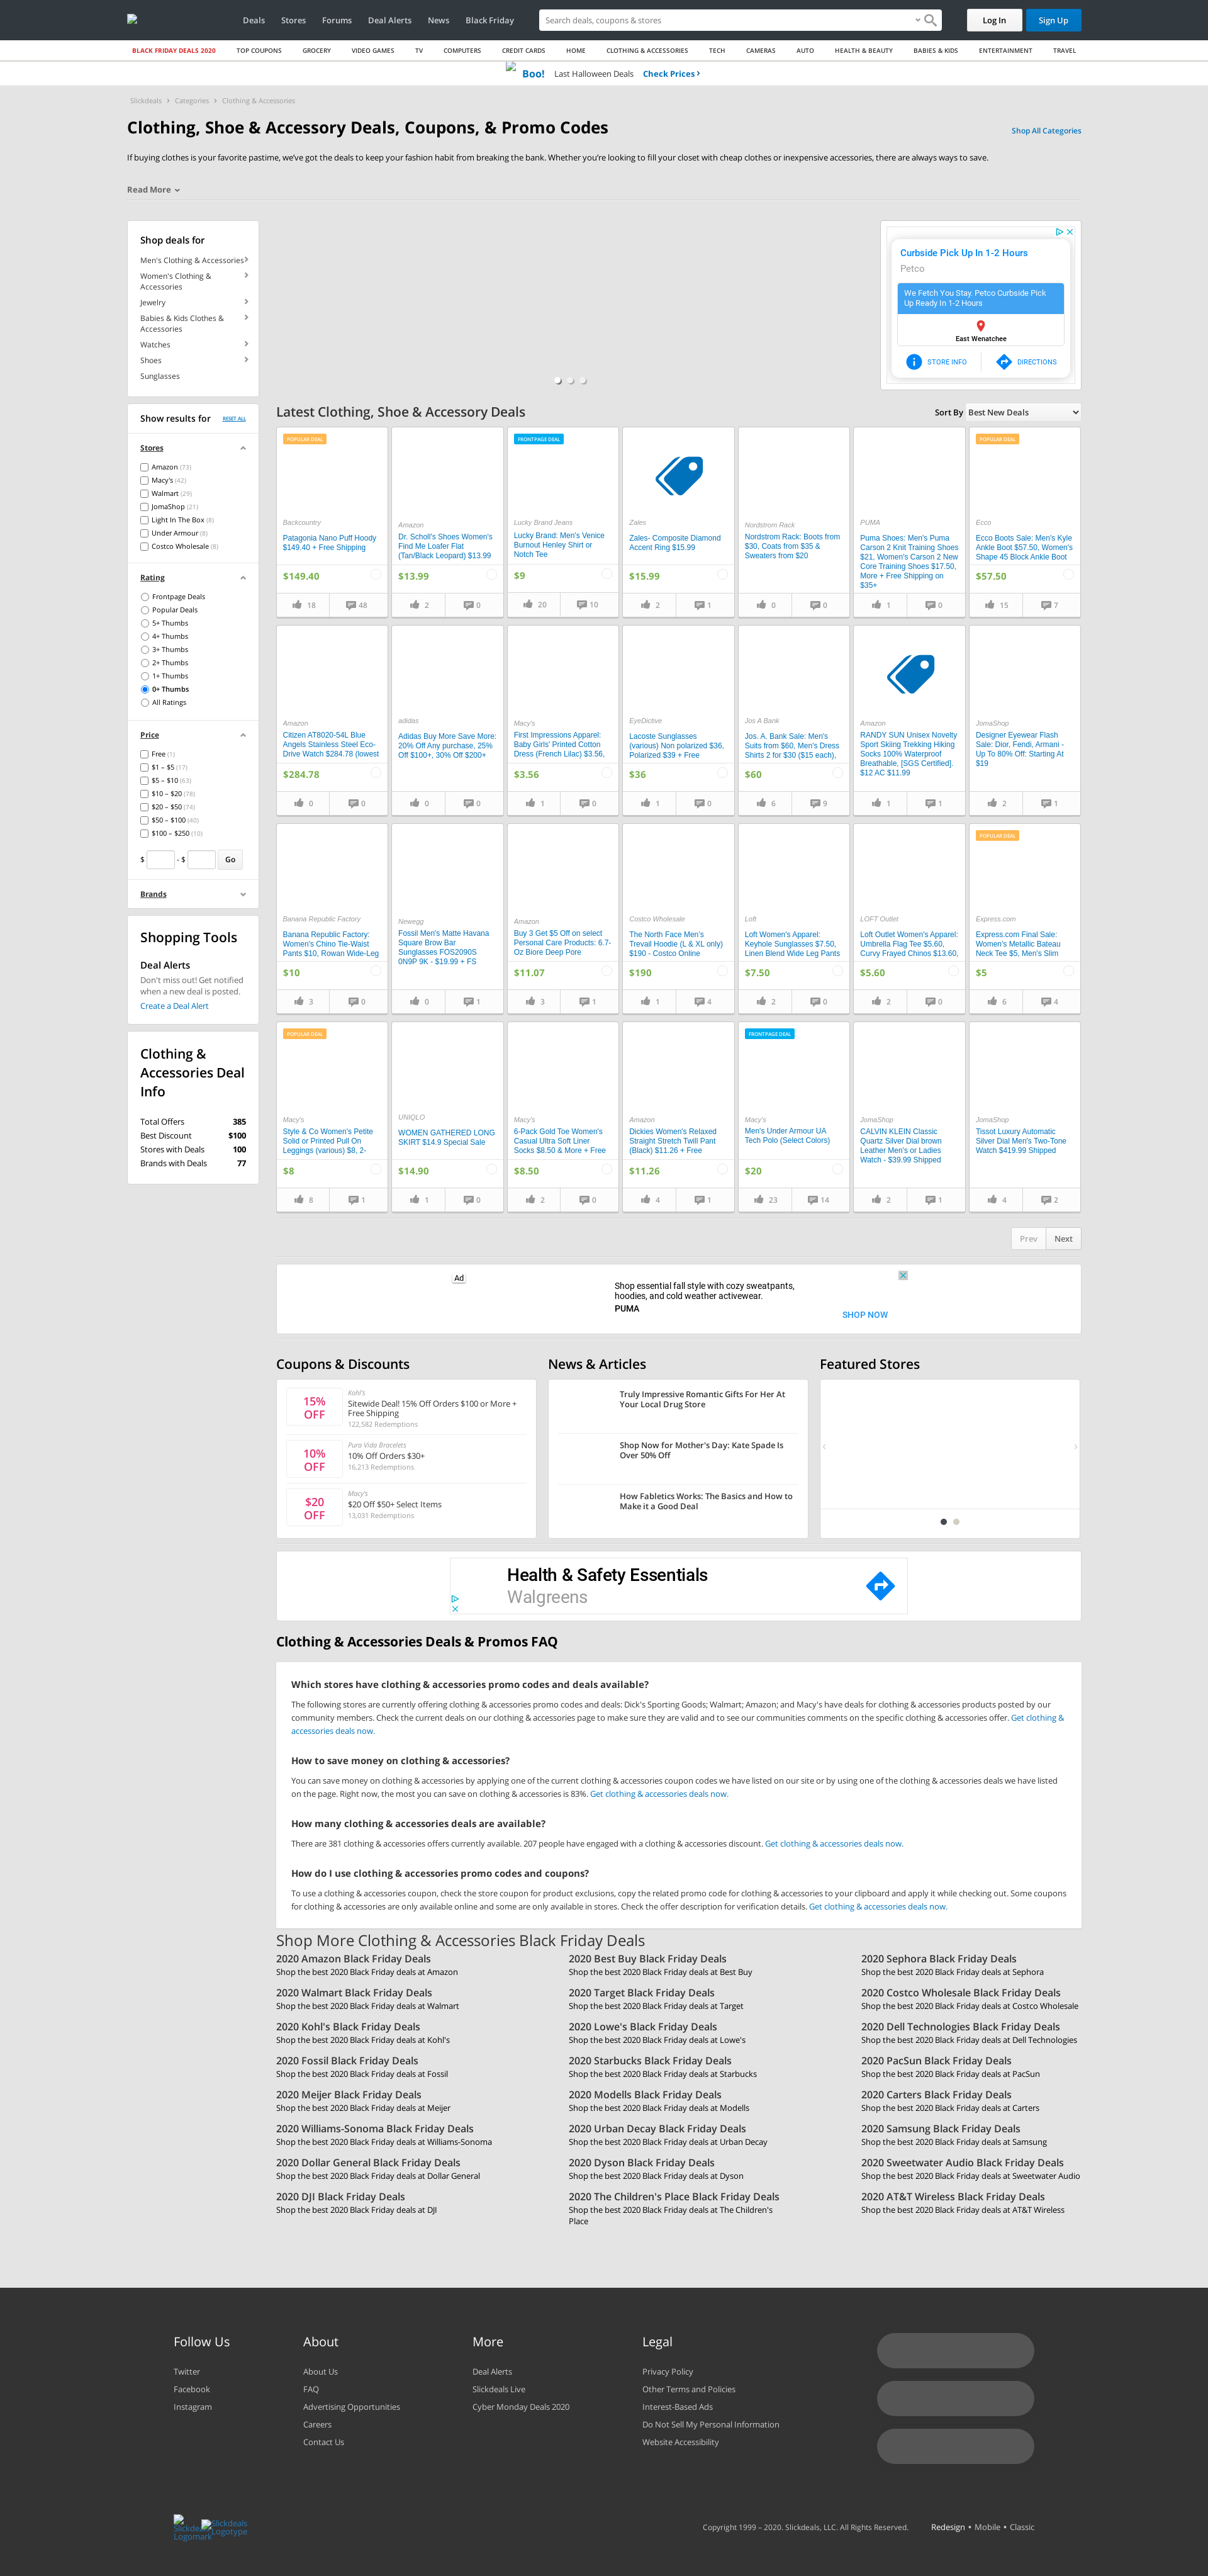 Deals Stores Forums Deal Alerts News Black Friday
Search deals, coupons & stores
Log In Sign Up
BLACK FRIDAY DEALS 2020 TOP COUPONS GROCERY VIDEO GAMES TV COMPUTERS CREDIT CARDS HOME CLOTHING & ACCESSORIES TECH CAMERAS AUTO HEALTH & BEAUTY BABIES & KIDS ENTERTAINMENT TRAVEL
Boo! Last Halloween Deals Check Prices
Slickdeals Categories Clothing & Accessories
Clothing, Shoe & Accessory Deals, Coupons, & Promo Codes
Shop All Categories
If buying clothes is your favorite pastime, we've got the deals to keep your fashion habit from breaking the bank. Whether you're looking to fill your closet with cheap clothes or inexpensive accessories, there are always ways to save.
Read More
Shop deals for
Men's Clothing & Accessories
Women's Clothing &
Accessories
Jewelry
Babies & Kids Clothes &
Accessories
Watches
Shoes
Sunglasses
Curbside Pick Up In 1-2 Hours
Petco
We Fetch You Stay. Petco Curbside Pick
Up Ready In 1-2 Hours
East Wenatchee
STORE INFO DIRECTIONS
Show results for RESET ALL
Stores
Amazon (73)
Macy's (42)
Walmart (29)
JomaShop (21)
Light In The Box (8)
Under Armour (8)
Costco Wholesale (8)
Rating
Frontpage Deals
Popular Deals
5+ Thumbs
4+ Thumbs
3+ Thumbs
2+ Thumbs
1+ Thumbs
0+ Thumbs
All Ratings
Price
Free (1)
$1 – $5 (17)
$5 – $10 (63)
$10 – $20 (78)
$20 – $50 (74)
$50 – $100 (40)
$100 – $250 (10)
$ - $ Go
Brands
Shopping Tools
Deal Alerts
Don't miss out! Get notified
when a new deal is posted.
Create a Deal Alert
Clothing &
Accessories Deal
Info
Total Offers 385
Best Discount $100
Stores with Deals 100
Brands with Deals 77
Latest Clothing, Shoe & Accessory Deals
Sort By Best New Deals
POPULAR DEAL
Backcountry
Patagonia Nano Puff Hoody
$149.40 + Free Shipping
$149.40
18 48
Amazon
Dr. Scholl's Shoes Women's
Find Me Loafer Flat
(Tan/Black Leopard) $13.99
$13.99
2 0
FRONTPAGE DEAL
Lucky Brand Jeans
Lucky Brand: Men's Venice
Burnout Henley Shirt or
Notch Tee
$9
20 10
Zales
Zales- Composite Diamond
Accent Ring $15.99
$15.99
2 1
Nordstrom Rack
Nordstrom Rack: Boots from
$30, Coats from $35 &
Sweaters from $20
0 0
PUMA
Puma Shoes: Men's Puma
Carson 2 Knit Training Shoes
$21, Women's Carson 2 New
Core Training Shoes $17.50,
More + Free Shipping on
$35+
1 0
POPULAR DEAL
Ecco
Ecco Boots Sale: Men's Kyle
Ankle Boot $57.50, Women's
Shape 45 Block Ankle Boot
$57.50
15 7
Amazon
Citizen AT8020-54L Blue
Angels Stainless Steel Eco-
Drive Watch $284.78 (lowest
$284.78
0 0
adidas
Adidas Buy More Save More:
20% Off Any purchase, 25%
Off $100+, 30% Off $200+
0 0
Macy's
First Impressions Apparel:
Baby Girls' Printed Cotton
Dress (French Lilac) $3.56,
$3.56
1 0
EyeDictive
Lacoste Sunglasses
(various) Non polarized $36,
Polarized $39 + Free
$36
1 0
Jos A.Bank
Jos. A. Bank Sale: Men's
Suits from $60, Men's Dress
Shirts 2 for $30 ($15 each),
$60
6 9
Amazon
RANDY SUN Unisex Novelty
Sport Skiing Trekking Hiking
Socks 100% Waterproof
Breathable, [SGS Certified].
$12 AC $11.99
1 1
JomaShop
Designer Eyewear Flash
Sale: Dior, Fendi, Armani -
Up To 80% Off: Starting At
$19
2 1
Banana Republic Factory
Banana Republic Factory:
Women's Chino Tie-Waist
Pants $10, Rowan Wide-Leg
$10
3 0
Newegg
Fossil Men's Matte Havana
Square Brow Bar
Sunglasses FOS2090S
0N9P 9K - $19.99 + FS
0 1
Amazon
Buy 3 Get $5 Off on select
Personal Care Products: 6.7-
Oz Biore Deep Pore
$11.07
3 1
Costco Wholesale
The North Face Men's
Trevail Hoodie (L & XL only)
$190 - Costco Online
$190
1 4
Loft
Loft Women's Apparel:
Keyhole Sunglasses $7.50,
Linen Blend Wide Leg Pants
$7.50
2 0
LOFT Outlet
Loft Outlet Women's Apparel:
Umbrella Flag Tee $5.60,
Curvy Frayed Chinos $13.60,
$5.60
2 0
POPULAR DEAL
Express.com
Express.com Final Sale:
Women's Metallic Bateau
Neck Tee $5, Men's Slim
$5
6 4
POPULAR DEAL
Macy's
Style & Co Women's Petite
Solid or Printed Pull On
Leggings (various) $8, 2-
$8
8 1
UNIQLO
WOMEN GATHERED LONG
SKIRT $14.9 Special Sale
$14.90
1 0
Macy's
6-Pack Gold Toe Women's
Casual Ultra Soft Liner
Socks $8.50 & More + Free
$8.50
2 0
Amazon
Dickies Women's Relaxed
Straight Stretch Twill Pant
(Black) $11.26 + Free
$11.26
4 1
FRONTPAGE DEAL
Macy's
Men's Under Armour UA
Tech Polo (Select Colors)
$20
23 14
JomaShop
CALVIN KLEIN Classic
Quartz Silver Dial brown
Leather Men's or Ladies
Watch - $39.99 Shipped
2 1
JomaShop
Tissot Luxury Automatic
Silver Dial Men's Two-Tone
Watch $419.99 Shipped
4 2
Prev Next
Ad
Shop essential fall style with cozy sweatpants,
hoodies, and cold weather activewear.
PUMA
SHOP NOW
Coupons & Discounts
15%
OFF
Kohl's
Sitewide Deal! 15% Off Orders $100 or More +
Free Shipping
122,582 Redemptions
10%
OFF
Pura Vida Bracelets
10% Off Orders $30+
16,213 Redemptions
$20
OFF
Macy's
$20 Off $50+ Select Items
13,031 Redemptions
News & Articles
Truly Impressive Romantic Gifts For Her At
Your Local Drug Store
Shop Now for Mother's Day: Kate Spade Is
Over 50% Off
How Fabletics Works: The Basics and How to
Make it a Good Deal
Featured Stores
Health & Safety Essentials
Walgreens
Clothing & Accessories Deals & Promos FAQ
Which stores have clothing & accessories promo codes and deals available?
The following stores are currently offering clothing & accessories promo codes and deals: Dick's Sporting Goods; Walmart; Amazon; and Macy's have deals for clothing & accessories products posted by our
community members. Check the current deals on our clothing & accessories page to make sure they are valid and to see our communities comments on the specific clothing & accessories offer. Get clothing &
accessories deals now.
How to save money on clothing & accessories?
You can save money on clothing & accessories by applying one of the current clothing & accessories coupon codes we have listed on our site or by using one of the clothing & accessories deals we have listed
on the page. Right now, the most you can save on clothing & accessories is 83%. Get clothing & accessories deals now.
How many clothing & accessories deals are available?
There are 381 clothing & accessories offers currently available. 207 people have engaged with a clothing & accessories discount. Get clothing & accessories deals now.
How do I use clothing & accessories promo codes and coupons?
To use a clothing & accessories coupon, check the store coupon for product exclusions, copy the related promo code for clothing & accessories to your clipboard and apply it while checking out. Some coupons
for clothing & accessories are only available online and some are only available in stores. Check the offer description for verification details. Get clothing & accessories deals now.
Shop More Clothing & Accessories Black Friday Deals
2020 Amazon Black Friday Deals
Shop the best 2020 Black Friday deals at Amazon
2020 Best Buy Black Friday Deals
Shop the best 2020 Black Friday deals at Best Buy
2020 Sephora Black Friday Deals
Shop the best 2020 Black Friday deals at Sephora
2020 Walmart Black Friday Deals
Shop the best 2020 Black Friday deals at Walmart
2020 Target Black Friday Deals
Shop the best 2020 Black Friday deals at Target
2020 Costco Wholesale Black Friday Deals
Shop the best 2020 Black Friday deals at Costco Wholesale
2020 Kohl's Black Friday Deals
Shop the best 2020 Black Friday deals at Kohl's
2020 Lowe's Black Friday Deals
Shop the best 2020 Black Friday deals at Lowe's
2020 Dell Technologies Black Friday Deals
Shop the best 2020 Black Friday deals at Dell Technologies
2020 Fossil Black Friday Deals
Shop the best 2020 Black Friday deals at Fossil
2020 Starbucks Black Friday Deals
Shop the best 2020 Black Friday deals at Starbucks
2020 PacSun Black Friday Deals
Shop the best 2020 Black Friday deals at PacSun
2020 Meijer Black Friday Deals
Shop the best 2020 Black Friday deals at Meijer
2020 Modells Black Friday Deals
Shop the best 2020 Black Friday deals at Modells
2020 Carters Black Friday Deals
Shop the best 2020 Black Friday deals at Carters
2020 Williams-Sonoma Black Friday Deals
Shop the best 2020 Black Friday deals at Williams-Sonoma
2020 Urban Decay Black Friday Deals
Shop the best 2020 Black Friday deals at Urban Decay
2020 Samsung Black Friday Deals
Shop the best 2020 Black Friday deals at Samsung
2020 Dollar General Black Friday Deals
Shop the best 2020 Black Friday deals at Dollar General
2020 Dyson Black Friday Deals
Shop the best 2020 Black Friday deals at Dyson
2020 Sweetwater Audio Black Friday Deals
Shop the best 2020 Black Friday deals at Sweetwater Audio
2020 DJI Black Friday Deals
Shop the best 2020 Black Friday deals at DJI
2020 The Children's Place Black Friday Deals
Shop the best 2020 Black Friday deals at The Children's
Place
2020 AT&T Wireless Black Friday Deals
Shop the best 2020 Black Friday deals at AT&T Wireless
Follow Us
Twitter
Facebook
Instagram
About
About Us
FAQ
Advertising Opportunities
Careers
Contact Us
More
Deal Alerts
Slickdeals Live
Cyber Monday Deals 2020
Legal
Privacy Policy
Other Terms and Policies
Interest-Based Ads
Do Not Sell My Personal Information
Website Accessibility
Slickdeals
Logomark
Slickdeals
Logotype
Copyright 1999 – 2020. Slickdeals, LLC. All Rights Reserved. Redesign • Mobile • Classic